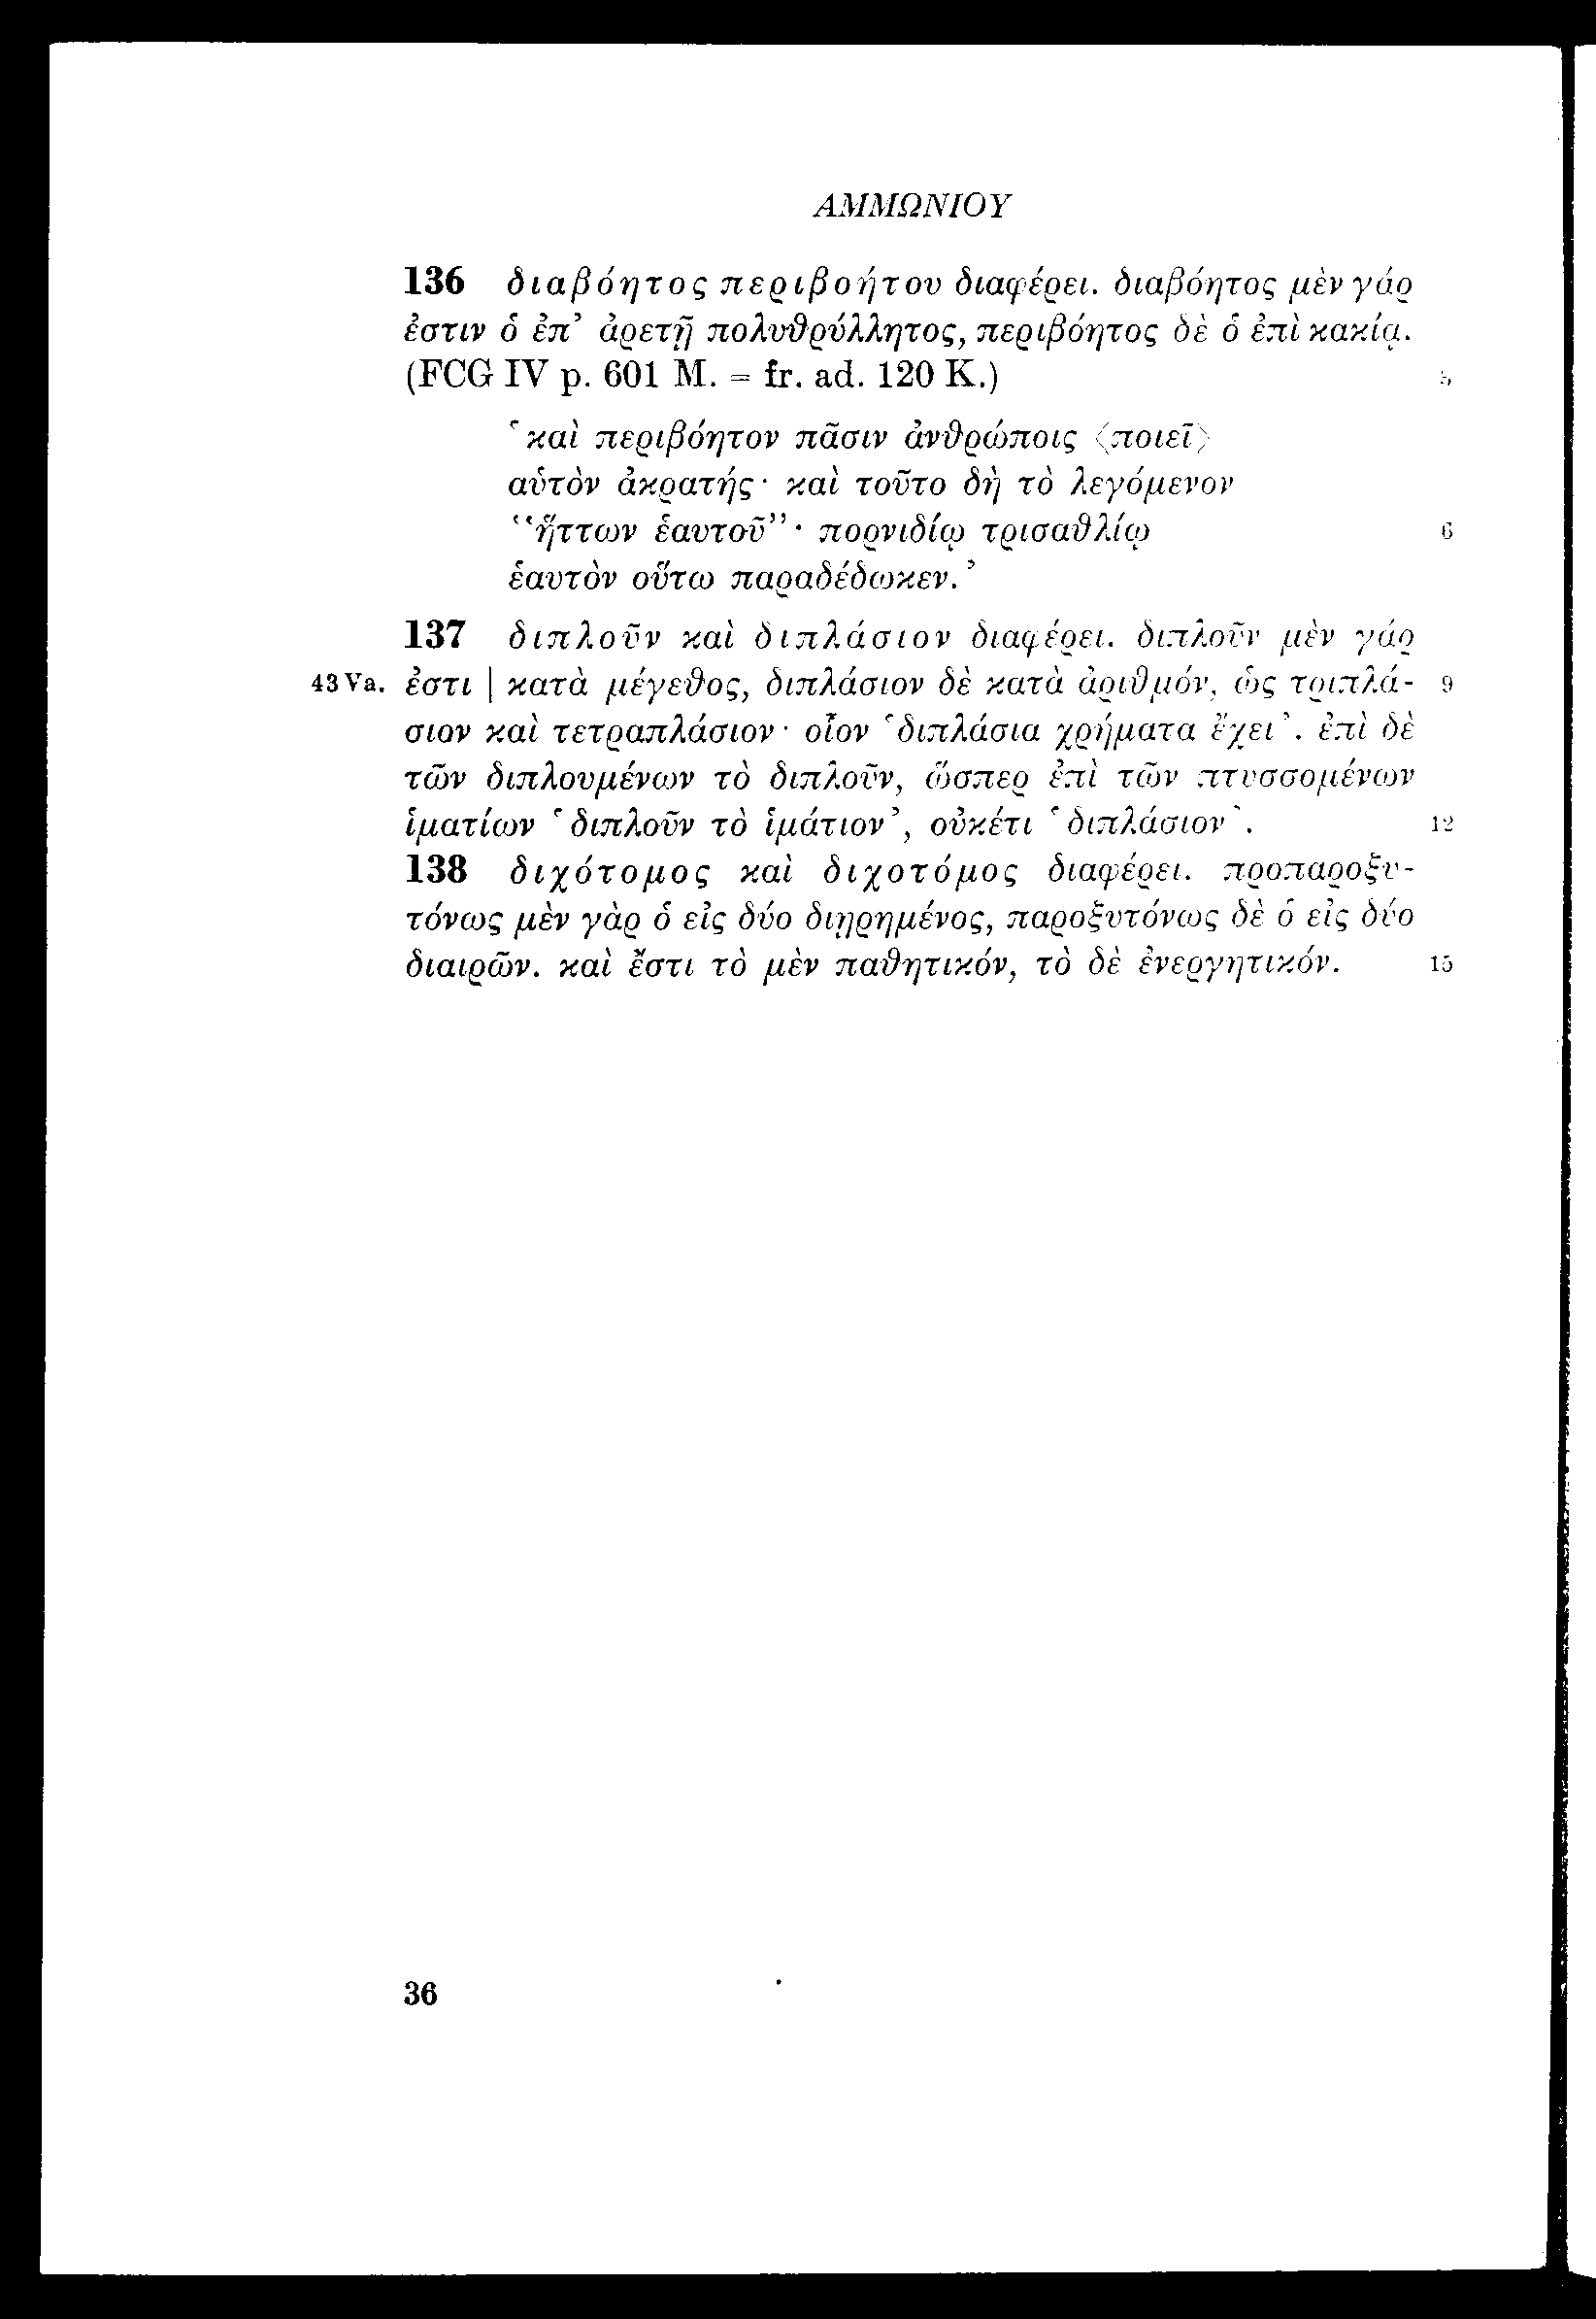 ΑΜΜΩΝΙΟΥ
136 διαβόητος περιβοήτου διαφέρει. διαβόητος μὲν γάρ
ἐστιν ὁ ἐπ’ ἀρετῇ πολυθρύλλητος, περιβόητος δὲ ὁ ἐπὶ κακίᾳ.
(FCG IV p. 601 M. = fr. ad. 120 K.)
‘καὶ περιβόητον πᾶσιν ἀνθρώποις ⟨ποιεῖ⟩
αὑτὸν ἀκρατής· καὶ τοῦτο δὴ τὸ λεγόμενον
“ἥττων ἑαυτοῦ”· πορνιδίῳ τρισαθλίῳ 6
ἑαυτὸν οὕτω παραδέδωκεν.’
137 διπλοῦν καὶ διπλάσιον διαφέρει. διπλοῦν μὲν γάρ
43 Va. ἐστι | κατὰ μέγεθος, διπλάσιον δὲ κατὰ ἀριθμόν, ὡς τριπλά- 9
σιον καὶ τετραπλάσιον· οἷον ‘διπλάσια χρήματα ἔχει’. ἐπὶ δὲ
τῶν διπλουμένων τὸ διπλοῦν, ὥσπερ ἐπὶ τῶν πτυσσομένων
ἱματίων ‘διπλοῦν τὸ ἱμάτιον’, οὐκέτι ‘διπλάσιον’. 12
138 διχότομος καὶ διχοτόμος διαφέρει. προπαροξυ-
τόνως μὲν γὰρ ὁ εἰς δύο διῃρημένος, παροξυτόνως δὲ ὁ εἰς δύο
διαιρῶν. καὶ ἔστι τὸ μὲν παθητικόν, τὸ δὲ ἐνεργητικόν. 15
36